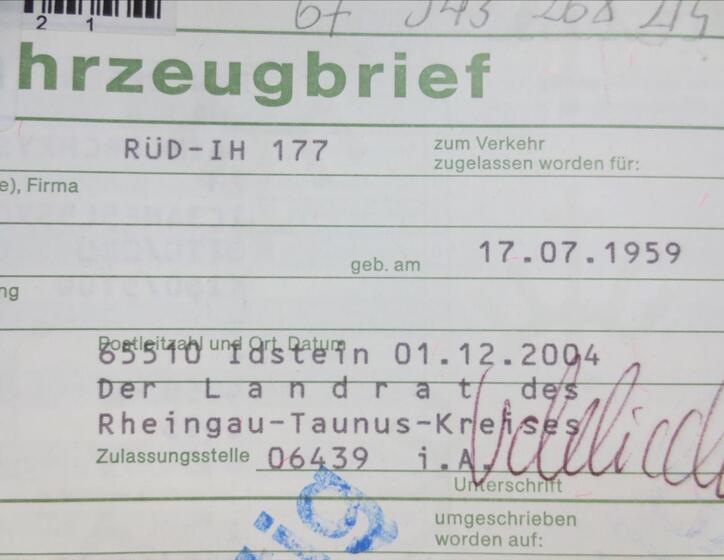 2 1
hrzeugbrief
RÜD-IH 177
zum Verkehr
zugelassen worden für:
e), Firma
geb. am 17.07.1959
ng
Postleitzahl und Ort, Datum
65510 Idstein 01.12.2004
Der Landrat des
Rheingau-Taunus-Kreises
Zulassungsstelle 06439 i.A.
Unterschrift
umgeschrieben
worden auf: